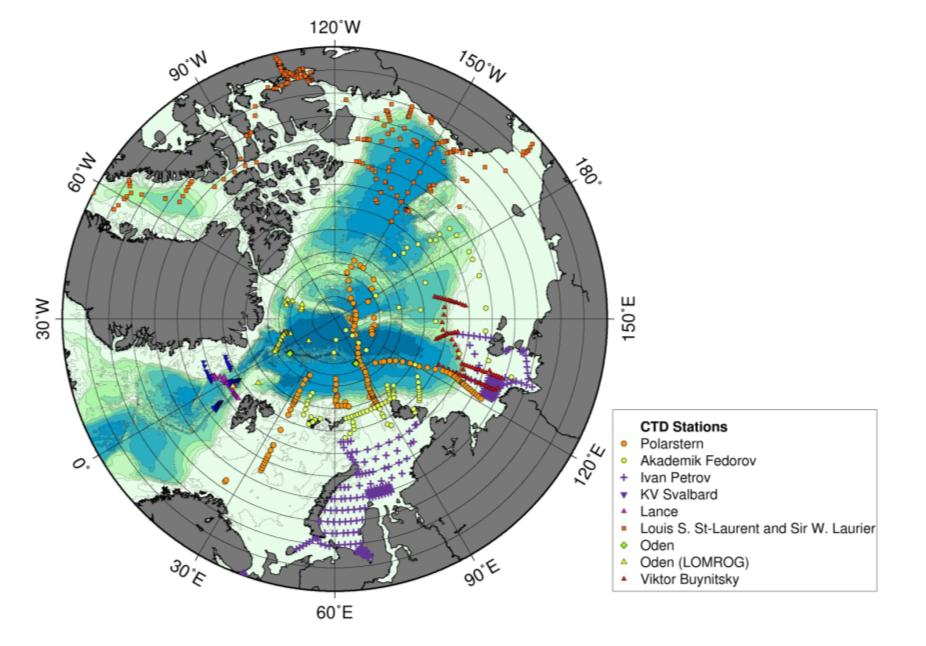 120°W
90°W
150°W
60°W
180°
30°W
150°E
0°
120°E
30°E
90°E
60°E
CTD Stations
Polarstern
Akademik Fedorov
Ivan Petrov
KV Svalbard
Lance
Louis S. St-Laurent and Sir W. Laurier
Oden
Oden (LOMROG)
Viktor Buynitsky